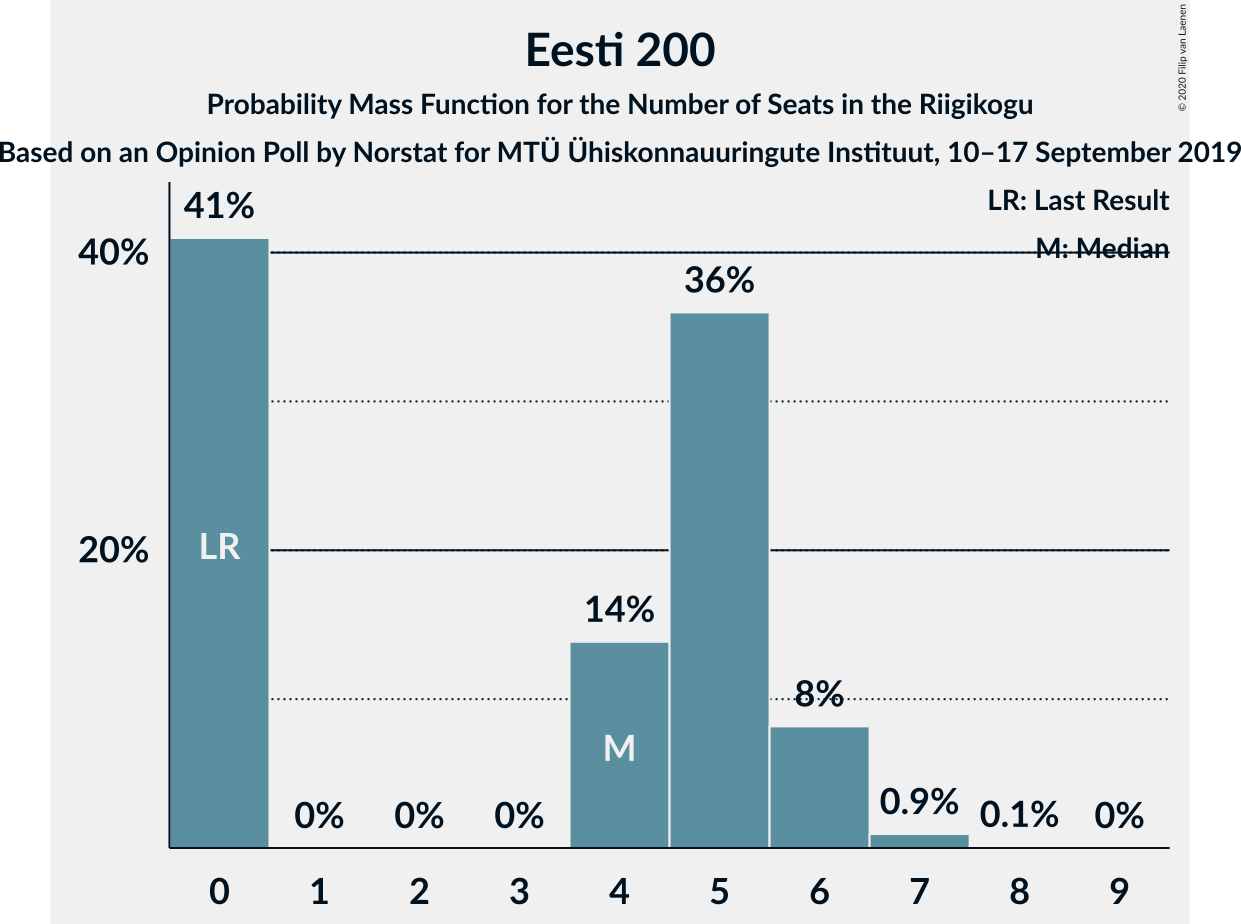 Eesti 200
Probability Mass Function for the Number of Seats in the Riigikogu
Based on an Opinion Poll by Norstat for MTÜ Ühiskonnauuringute Instituut, 10–17 September 2019
© 2020 Filip van Laenen
LR: Last Result
M: Median
41%
40%
36%
LR
20%
14%
8%
M
0%
0%
0%
0.9%
0.1%
0%
0 1 2 3 4 5 6 7 8 9